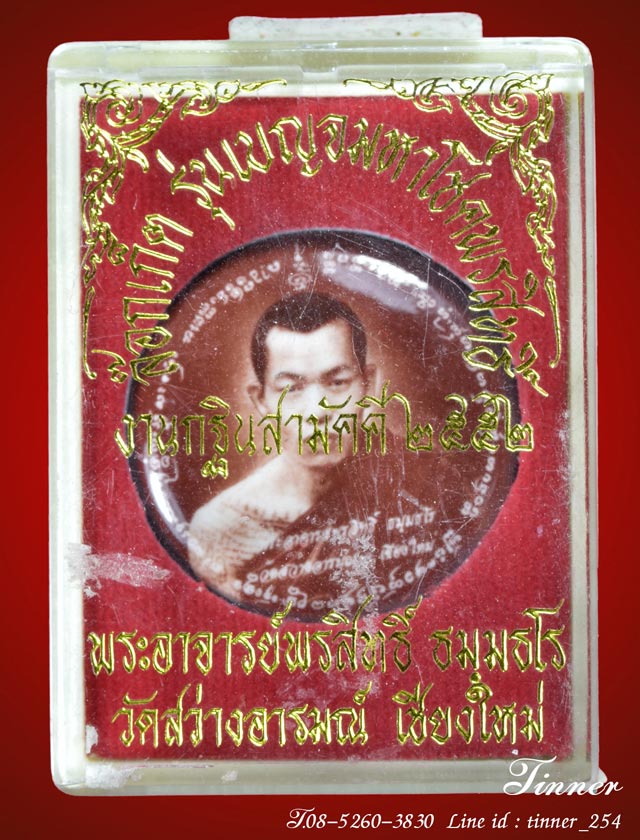 ล๊อกเก็ต รุ่นเบญจมหาโชคพรสิทธิ์
งานกฐินสามัคคี ๒๕๕๒
พระอาจารย์พรสิทธิ์ ธมฺมธโร
วัดสว่างอารมณ์ เชียงใหม่
Tinner
T.08-5260-3830 Line id : tinner_254